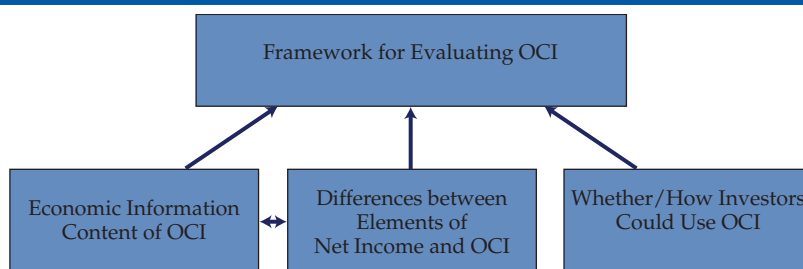 Framework for Evaluating OCI
Economic Information
Content of OCI
Differences between
Elements of
Net Income and OCI
Whether/How Investors
Could Use OCI